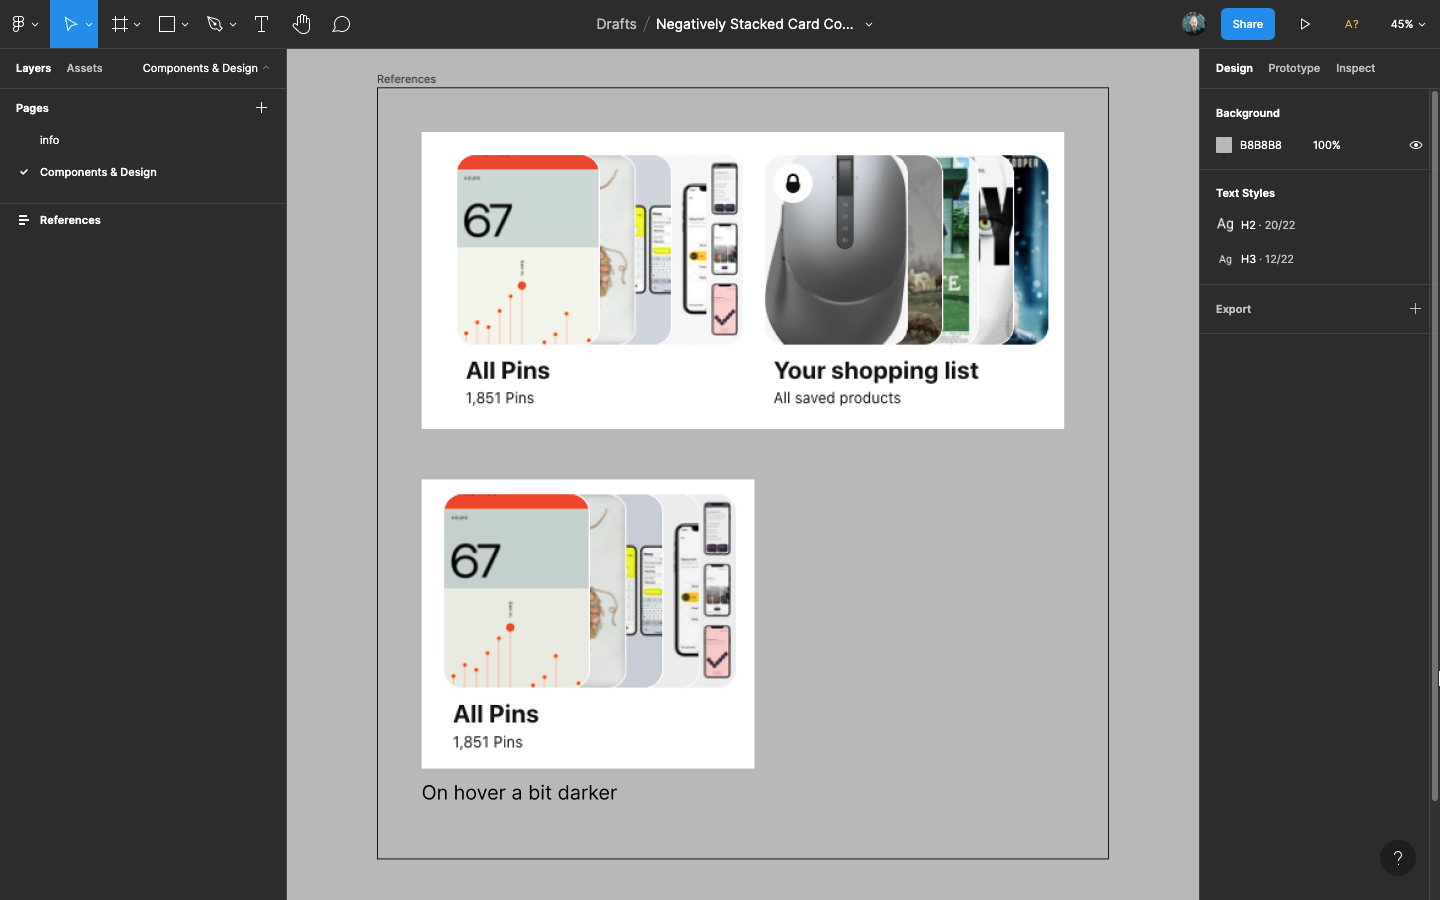 Drafts / Negatively Stacked Card Co...
Share
A?
45%
Layers
Assets
Components & Design
Pages
info
Components & Design
References
References
67
67
All Pins
1,851 Pins
Your shopping list
All saved products
All Pins
1,851 Pins
On hover a bit darker
Design
Prototype
Inspect
Background
B8B8B8
100%
Text Styles
Ag H2 · 20/22
Ag H3 · 12/22
Export
?